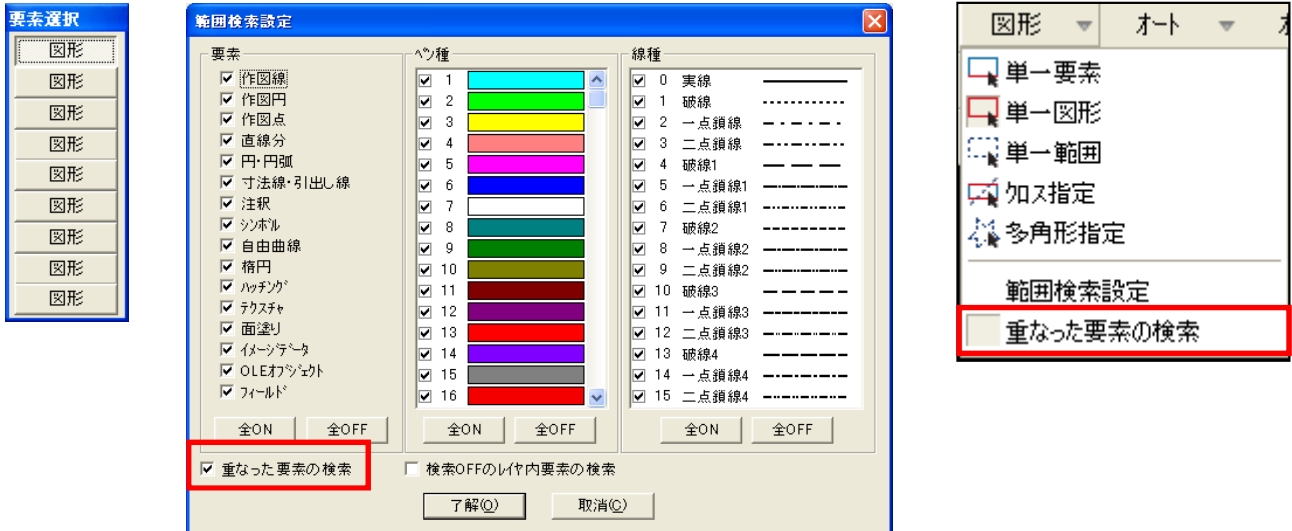 要素選択
図形
図形
図形
図形
図形
図形
図形
図形
図形
範囲検索設定
要素
作図線
作図円
作図点
直線分
円・円弧
寸法線・引出し線
注釈
ｼﾝﾎﾞﾙ
自由曲線
楕円
ﾊｯﾁﾝｸﾞ
ﾃｸｽﾁｬ
面塗り
ｲﾒｰｼﾞﾃﾞｰﾀ
OLEｵﾌﾞｼﾞｪｸﾄ
ﾌｨｰﾙﾄﾞ
全ON 全OFF
ﾍﾟﾝ種
1
2
3
4
5
6
7
8
9
10
11
12
13
14
15
16
全ON 全OFF
線種
0 実線
1 破線
2 一点鎖線
3 二点鎖線
4 破線1
5 一点鎖線1
6 二点鎖線1
7 破線2
8 一点鎖線2
9 二点鎖線2
10 破線3
11 一点鎖線3
12 二点鎖線3
13 破線4
14 一点鎖線4
15 二点鎖線4
全ON 全OFF
重なった要素の検索
検索OFFのﾚｲﾔ内要素の検索
了解(O) 取消(C)
図形 ｵｰﾄ
単一要素
単一図形
単一範囲
ｸﾛｽ指定
多角形指定
範囲検索設定
重なった要素の検索